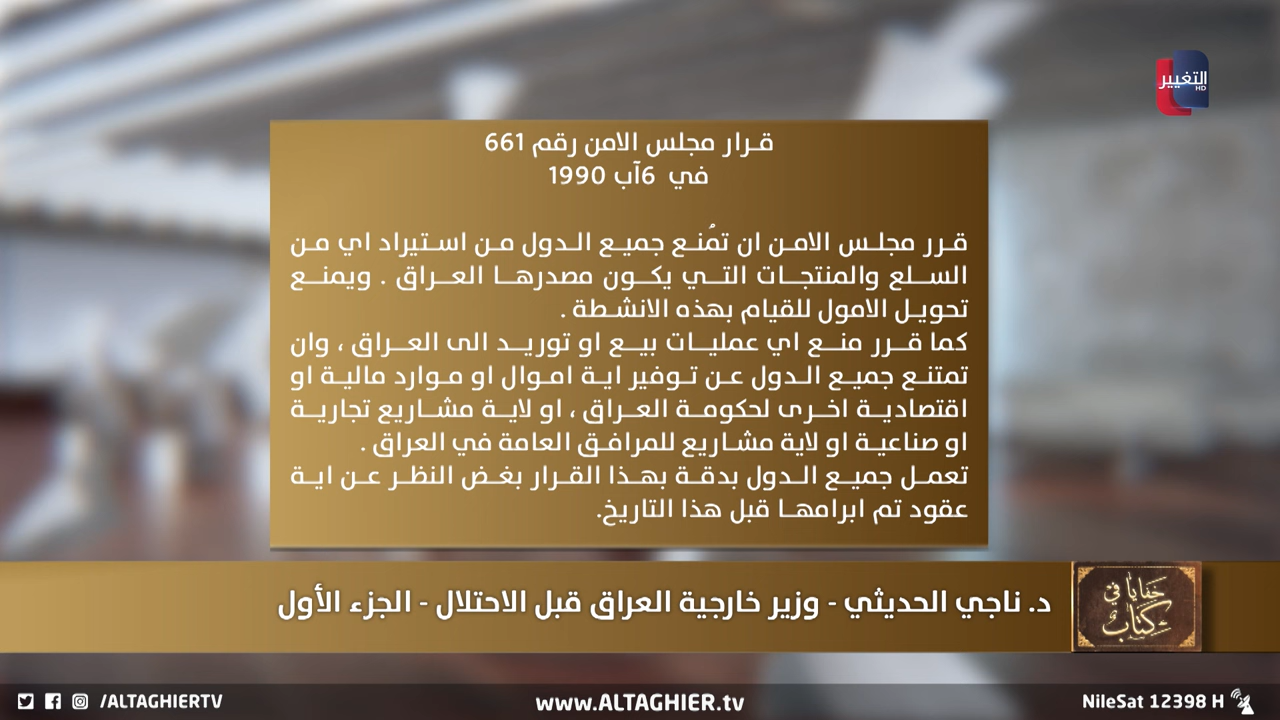 التغيير
HD
قرار مجلس الامن رقم 661
في 6آب 1990
قرر مجلس الامن ان تمُنع جميع الدول من استيراد اي من
السلع والمنتجات التي يكون مصدرها العراق . ويمنع
تحويل الامول للقيام بهذه الانشطة .
كما قرر منع اي عمليات بيع او توريد الى العراق ، وان
تمتنع جميع الدول عن توفير اية اموال او موارد مالية او
اقتصادية اخرى لحكومة العراق ، او لاية مشاريع تجارية
او صناعية او لاية مشاريع للمرافق العامة في العراق .
تعمل جميع الدول بدقة بهذا القرار بغض النظر عن اية
عقود تم ابرامها قبل هذا التاريخ.
خفايا في
كتاب
د. ناجي الحديثي - وزير خارجية العراق قبل الاحتلال - الجزء الأول
/ALTAGHIERTV
www.ALTAGHIER.tv
NileSat 12398 H